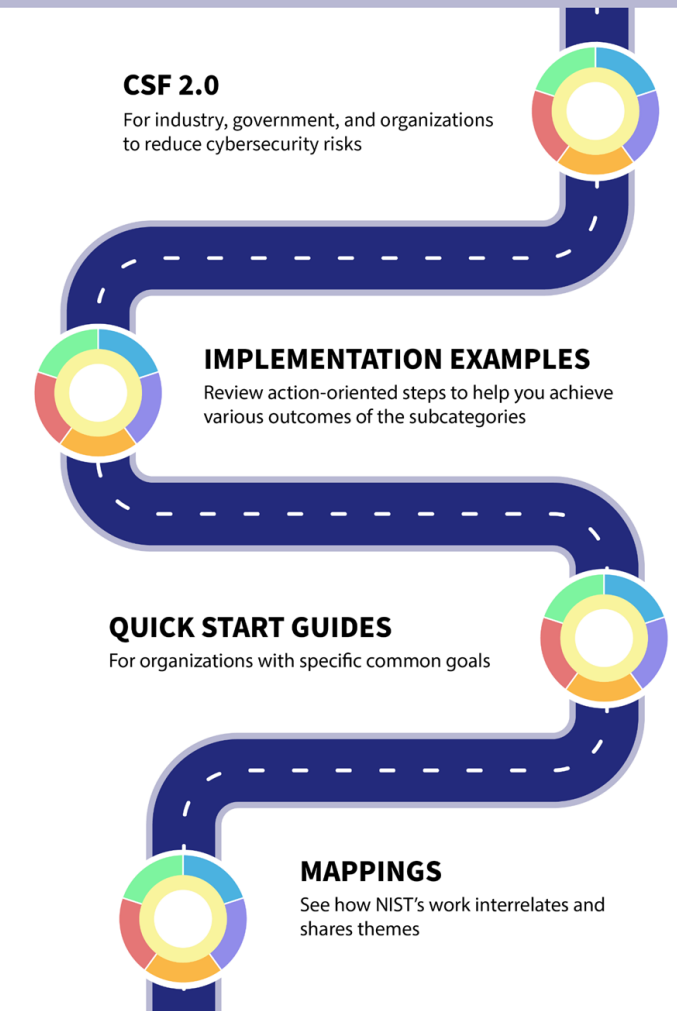 CSF 2.0
For industry, government, and organizations
to reduce cybersecurity risks
IMPLEMENTATION EXAMPLES
Review action-oriented steps to help you achieve
various outcomes of the subcategories
QUICK START GUIDES
For organizations with specific common goals
MAPPINGS
See how NIST’s work interrelates and
shares themes